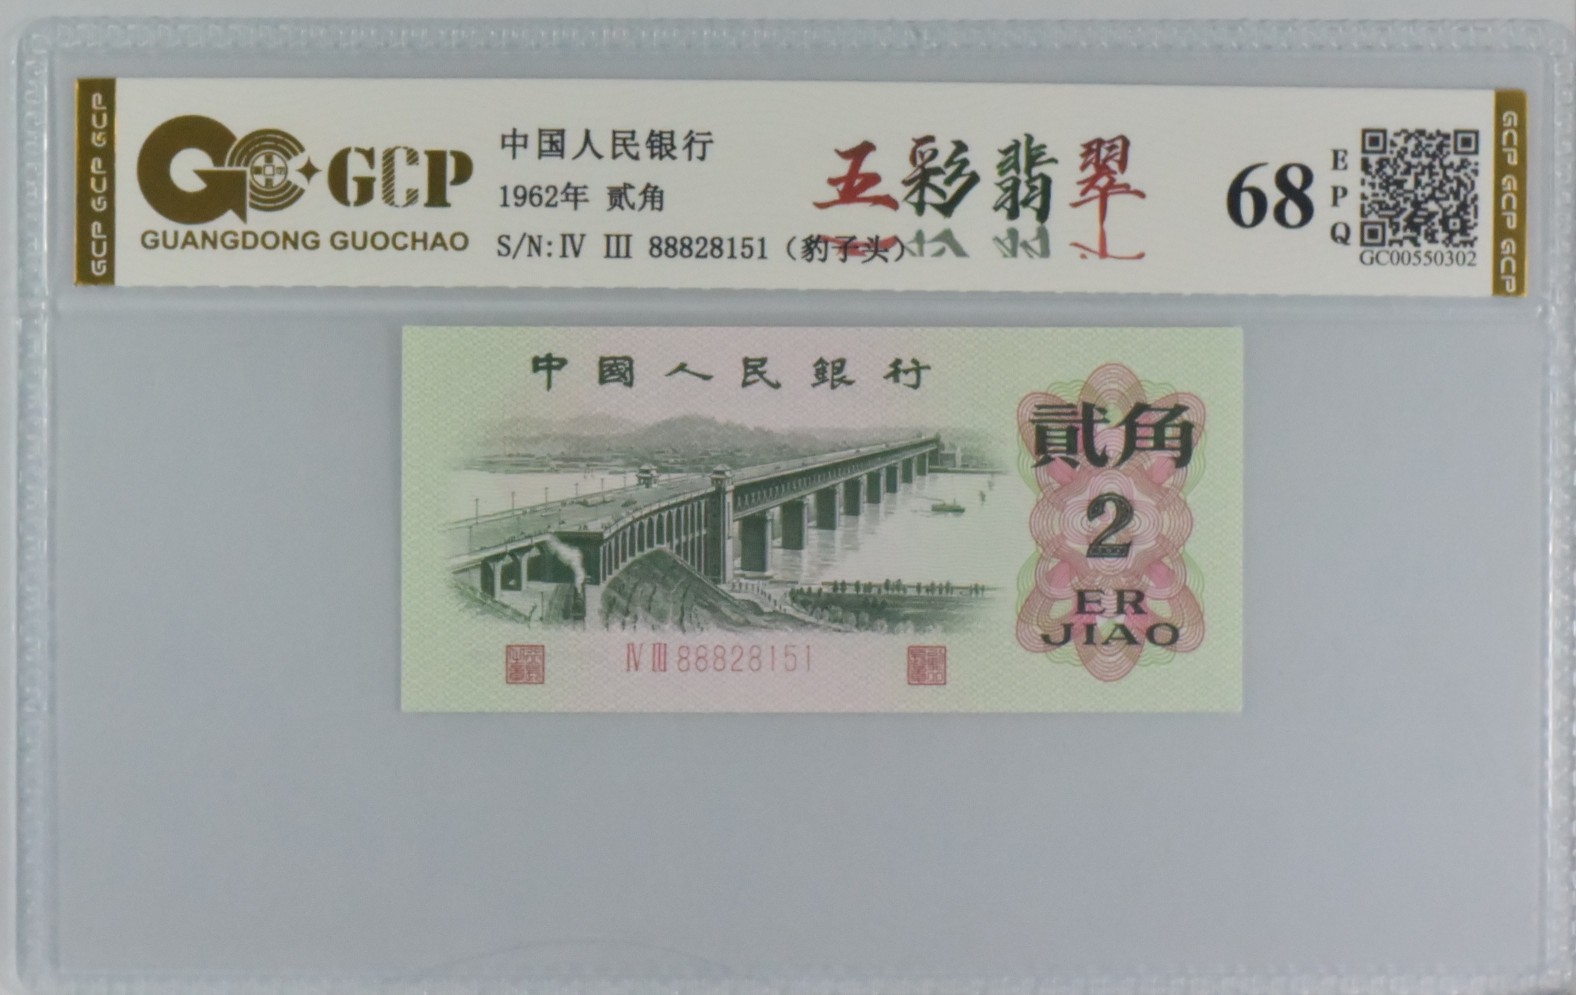 GCP GCP GCP
GCP
GUANGDONG GUOCHAO
中国人民银行
1962年 贰角
S/N:Ⅳ Ⅲ 88828151（豹子头）
五彩翡翠
68
EPQ
GC00550302
GCP GCP GCP
中國人民銀行
貳角
2
ER
JIAO
Ⅳ Ⅲ 88828151